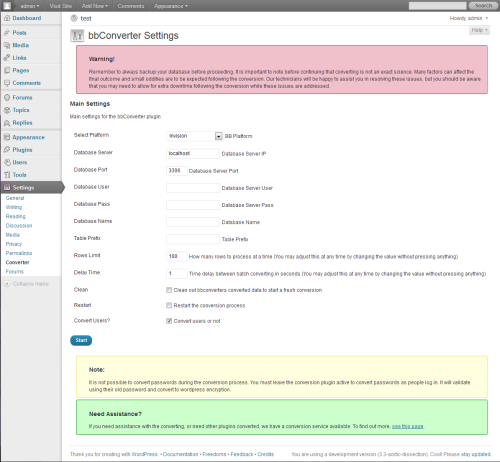 admin
Visit Site
Add New
Comments
Appearance
Search
Dashboard
Posts
Media
Links
Pages
Comments
Forums
Topics
Replies
Appearance
Plugins
Users
Tools
Settings
General
Writing
Reading
Discussion
Media
Privacy
Permalinks
Converter
Forums
Collapse menu
test
Howdy, admin
Help
bbConverter Settings
Warning!
Remember to always backup your database before proceeding. It is important to note before continuing that converting is not an exact science. Many factors can affect the
final outcome and small oddities are to be expected following the conversion. Our technicians will be happy to assist you in resolving these issues, but you should be aware
that you may need to allow for extra downtime following the conversion while these issues are addressed.
Main Settings
Main settings for the bbConverter plugin
Select Platform Invision BB Platform
Database Server localhost Database Server IP
Database Port 3306 Database Server Port
Database User Database Server User
Database Pass Database Server Pass
Database Name Database Name
Table Prefix Table Prefix
Rows Limit 100 How many rows to process at a time (You may adjust this at any time by changing the value without pressing anything)
Delay Time 1 Time delay between batch converting in seconds (You may adjust this at any time by changing the value without pressing anything)
Clean Clean out bbconverters converted data to start a fresh conversion
Restart Restart the conversion process
Convert Users? Convert users or not
Start
Note:
It is not possible to convert passwords during the conversion process. You must leave the conversion plugin active to convert passwords as people log in. It will validate
using their old password and convert to wordpress encryption.
Need Assistance?
If you need assistance with the converting, or need other plugins converted, we have a conversion service available. To find out more, see this page.
Thank you for creating with WordPress. • Documentation • Freedoms • Feedback • Credits
You are using a development version (3.3-aortic-dissection). Cool! Please stay updated.